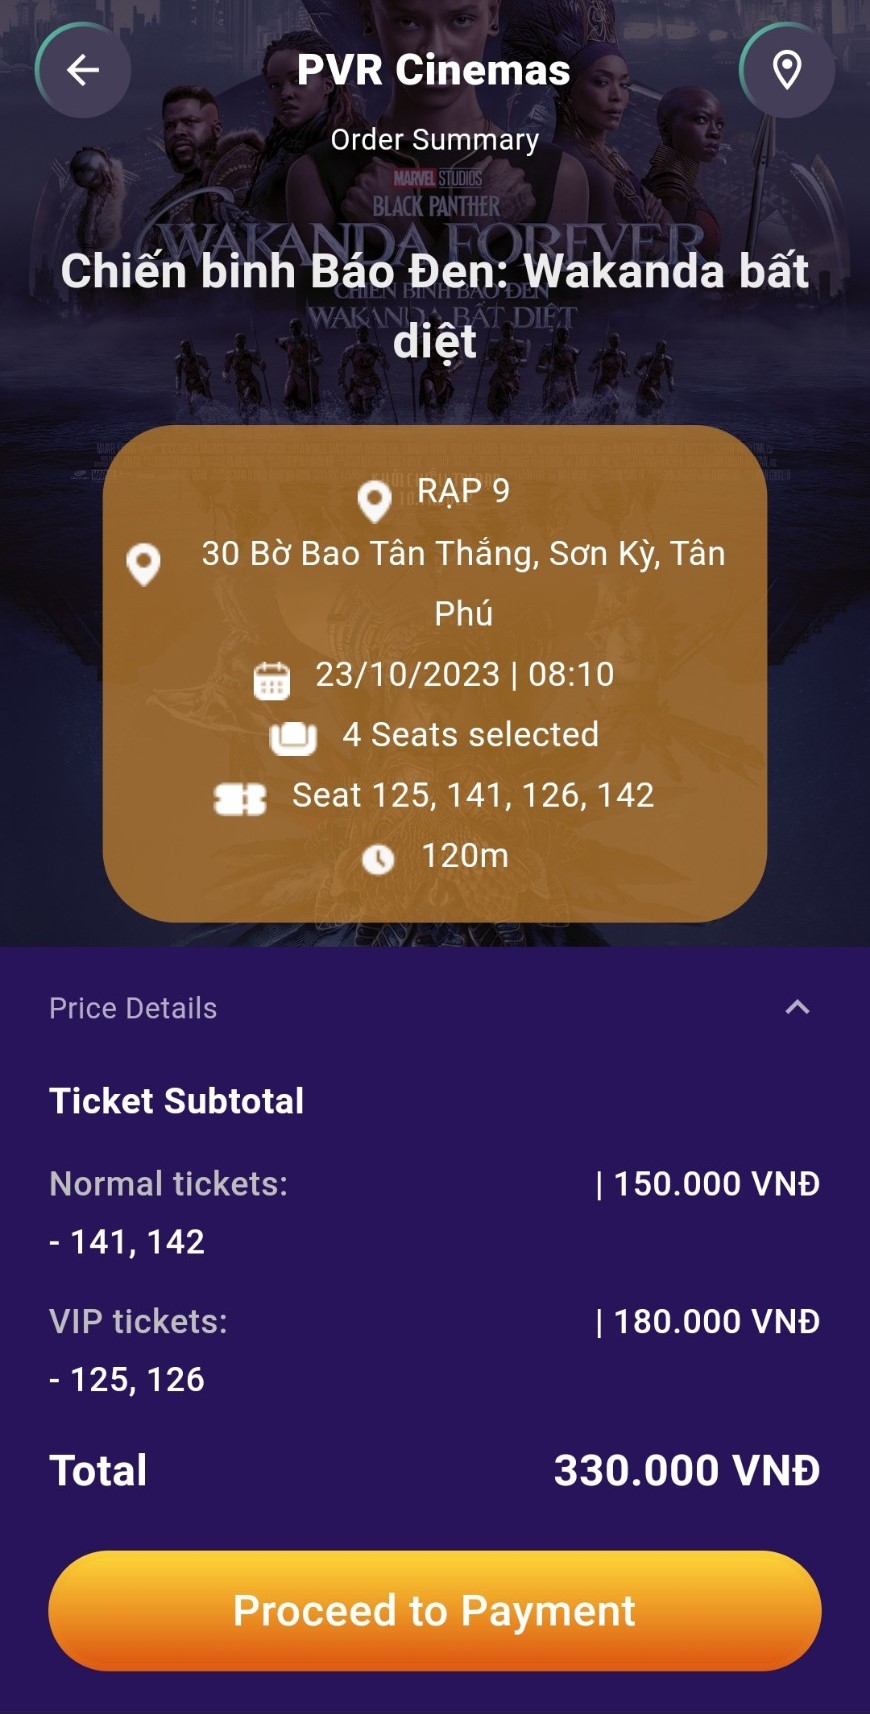 PVR Cinemas
Order Summary
MARVEL STUDIOS
BLACK PANTHER
WAKANDA FOREVER
Chiến binh Báo Đen: Wakanda bất
diệt
CHIẾN BINH BÁO ĐEN
WAKANDA BẤT DIỆT
RẠP 9
30 Bờ Bao Tân Thắng, Sơn Kỳ, Tân
Phú
23/10/2023 | 08:10
4 Seats selected
Seat 125, 141, 126, 142
120m
Price Details
Ticket Subtotal
Normal tickets: | 150.000 VNĐ
- 141, 142
VIP tickets: | 180.000 VNĐ
- 125, 126
Total 330.000 VNĐ
Proceed to Payment